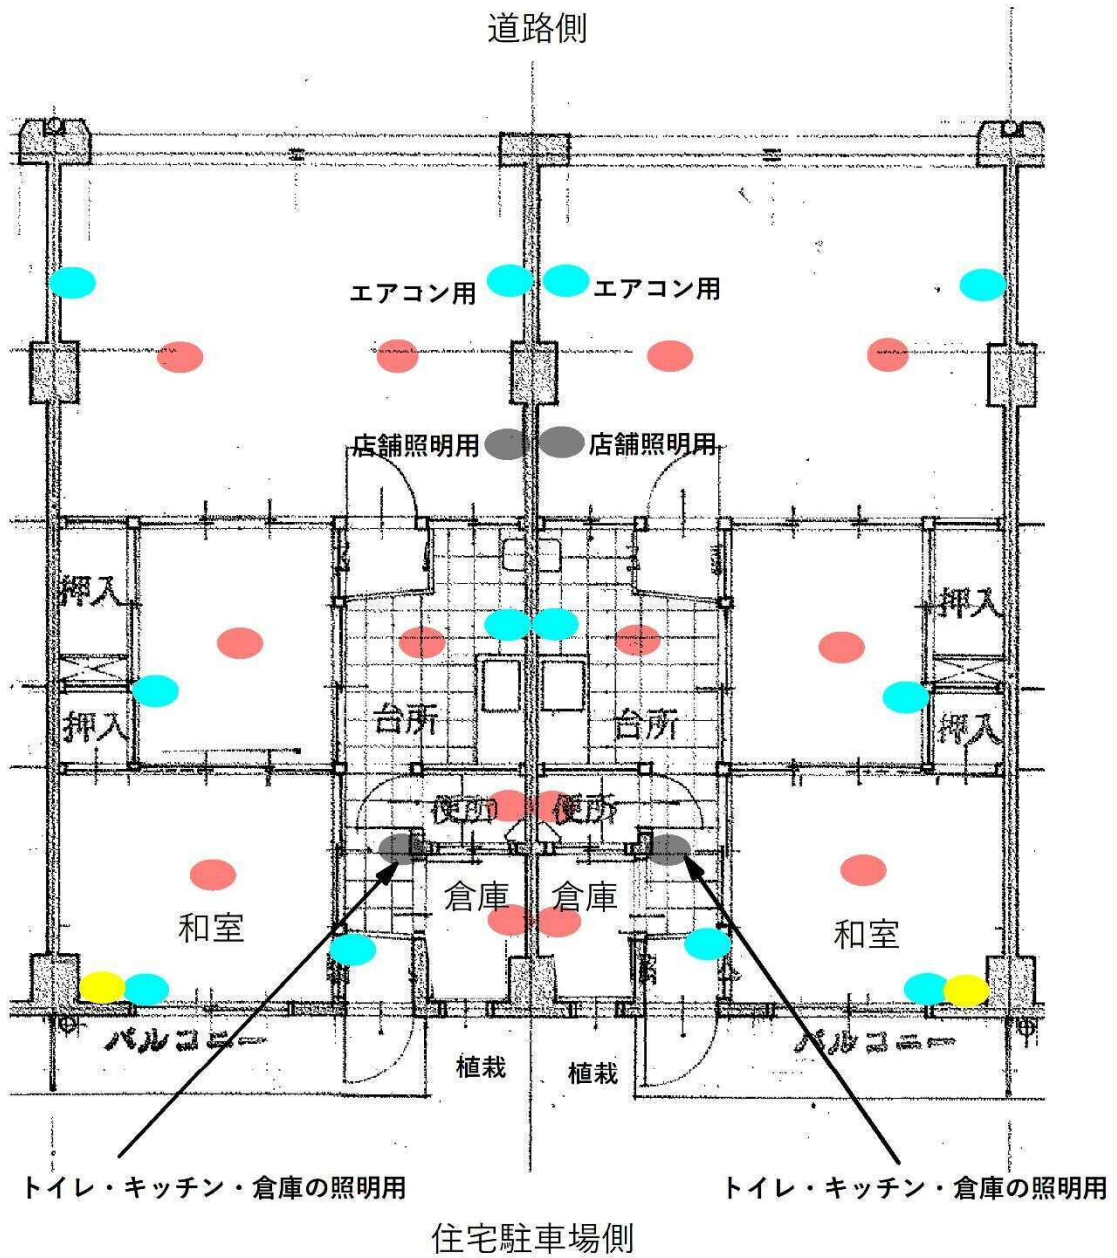 道路側
エアコン用
エアコン用
店舗照明用
店舗照明用
押入
押入
押入
台所
台所
押入
便所
便所
倉庫
倉庫
和室
和室
バルコニー
バルコニー
植栽
植栽
トイレ・キッチン・倉庫の照明用
トイレ・キッチン・倉庫の照明用
住宅駐車場側